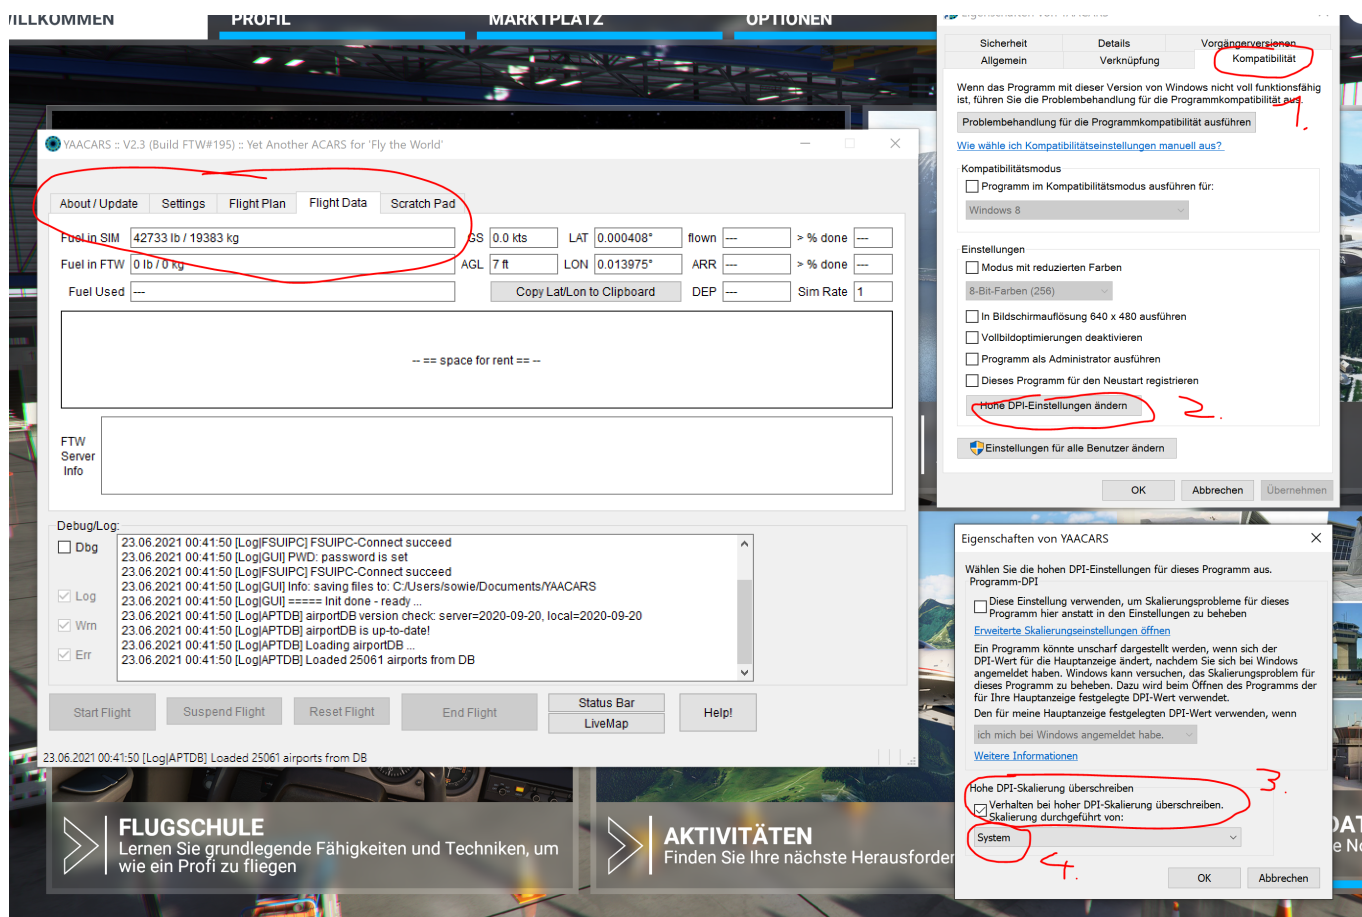 WILLKOMMEN
PROFIL
MARKTPLATZ
OPTIONEN
YAACARS :: V2.3 (Build FTW#195) :: Yet Another ACARS for 'Fly the World'
About / Update
Settings
Flight Plan
Flight Data
Scratch Pad
Fuel in SIM 42733 lb / 19383 kg
GS 0.0 kts
LAT 0.000408°
flown ---
> % done ---
Fuel in FTW 0 lb / 0 kg
AGL 7 ft
LON 0.013975°
ARR ---
> % done ---
Fuel Used ---
Copy Lat/Lon to Clipboard
DEP ---
Sim Rate 1
-- == space for rent == --
FTW
Server
Info
Debug/Log:
Dbg
Log
Wrn
Err
23.06.2021 00:41:50 [Log|FSUIPC] FSUIPC-Connect succeed
23.06.2021 00:41:50 [Log|GUI] PWD: password is set
23.06.2021 00:41:50 [Log|FSUIPC] FSUIPC-Connect succeed
23.06.2021 00:41:50 [Log|GUI] Info: saving files to: C:/Users/sowie/Documents/YAACARS
23.06.2021 00:41:50 [Log|GUI] ===== Init done - ready ...
23.06.2021 00:41:50 [Log|APTDB] airportDB version check: server=2020-09-20, local=2020-09-20
23.06.2021 00:41:50 [Log|APTDB] airportDB is up-to-date!
23.06.2021 00:41:50 [Log|APTDB] Loading airportDB ...
23.06.2021 00:41:50 [Log|APTDB] Loaded 25061 airports from DB
Start Flight
Suspend Flight
Reset Flight
End Flight
Status Bar
LiveMap
Help!
23.06.2021 00:41:50 [Log|APTDB] Loaded 25061 airports from DB
FLUGSCHULE
Lernen Sie grundlegende Fähigkeiten und Techniken, um
wie ein Profi zu fliegen
AKTIVITÄTEN
Finden Sie Ihre nächste Herausforder
Eigenschaften von YAACARS
Sicherheit
Details
Vorgängerversionen
Allgemein
Verknüpfung
Kompatibilität
1.
Wenn das Programm mit dieser Version von Windows nicht voll funktionsfähig
ist, führen Sie die Problembehandlung für die Programmkompatibilität aus.
Problembehandlung für die Programmkompatibilität ausführen
Wie wähle ich Kompatibilitätseinstellungen manuell aus?
Kompatibilitätsmodus
Programm im Kompatibilitätsmodus ausführen für:
Windows 8
Einstellungen
Modus mit reduzierten Farben
8-Bit-Farben (256)
In Bildschirmauflösung 640 x 480 ausführen
Vollbildoptimierungen deaktivieren
Programm als Administrator ausführen
Dieses Programm für den Neustart registrieren
Hohe DPI-Einstellungen ändern
2.
Einstellungen für alle Benutzer ändern
OK
Abbrechen
Übernehmen
Eigenschaften von YAACARS
Wählen Sie die hohen DPI-Einstellungen für dieses Programm aus.
Programm-DPI
Diese Einstellung verwenden, um Skalierungsprobleme für dieses
Programm hier anstatt in den Einstellungen zu beheben
Erweiterte Skalierungseinstellungen öffnen
Ein Programm könnte unscharf dargestellt werden, wenn sich der
DPI-Wert für die Hauptanzeige ändert, nachdem Sie sich bei Windows
angemeldet haben. Windows kann versuchen, das Skalierungsproblem für
dieses Programm zu beheben. Dazu wird beim Öffnen des Programms der
für Ihre Hauptanzeige festgelegte DPI-Wert verwendet.
Den für meine Hauptanzeige festgelegten DPI-Wert verwenden, wenn
ich mich bei Windows angemeldet habe.
Weitere Informationen
Hohe DPI-Skalierung überschreiben
3.
Verhalten bei hoher DPI-Skalierung überschreiben.
Skalierung durchgeführt von:
System
4.
OK
Abbrechen